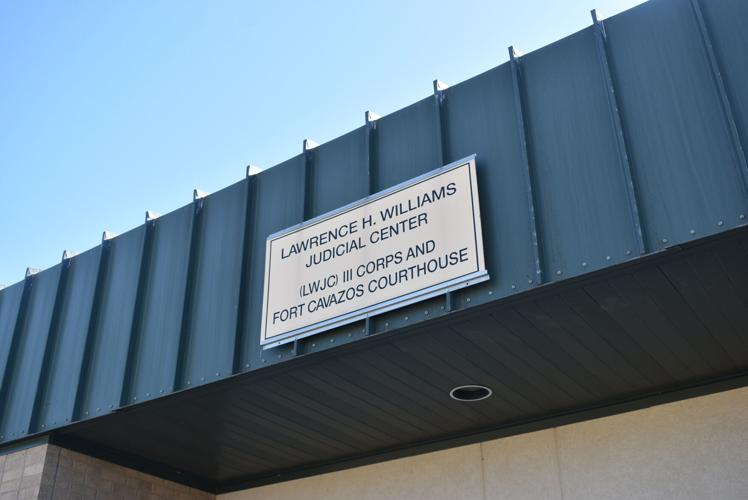 LAWRENCE H. WILLIAMS
JUDICIAL CENTER
(LWJC) III CORPS AND
FORT CAVAZOS COURTHOUSE